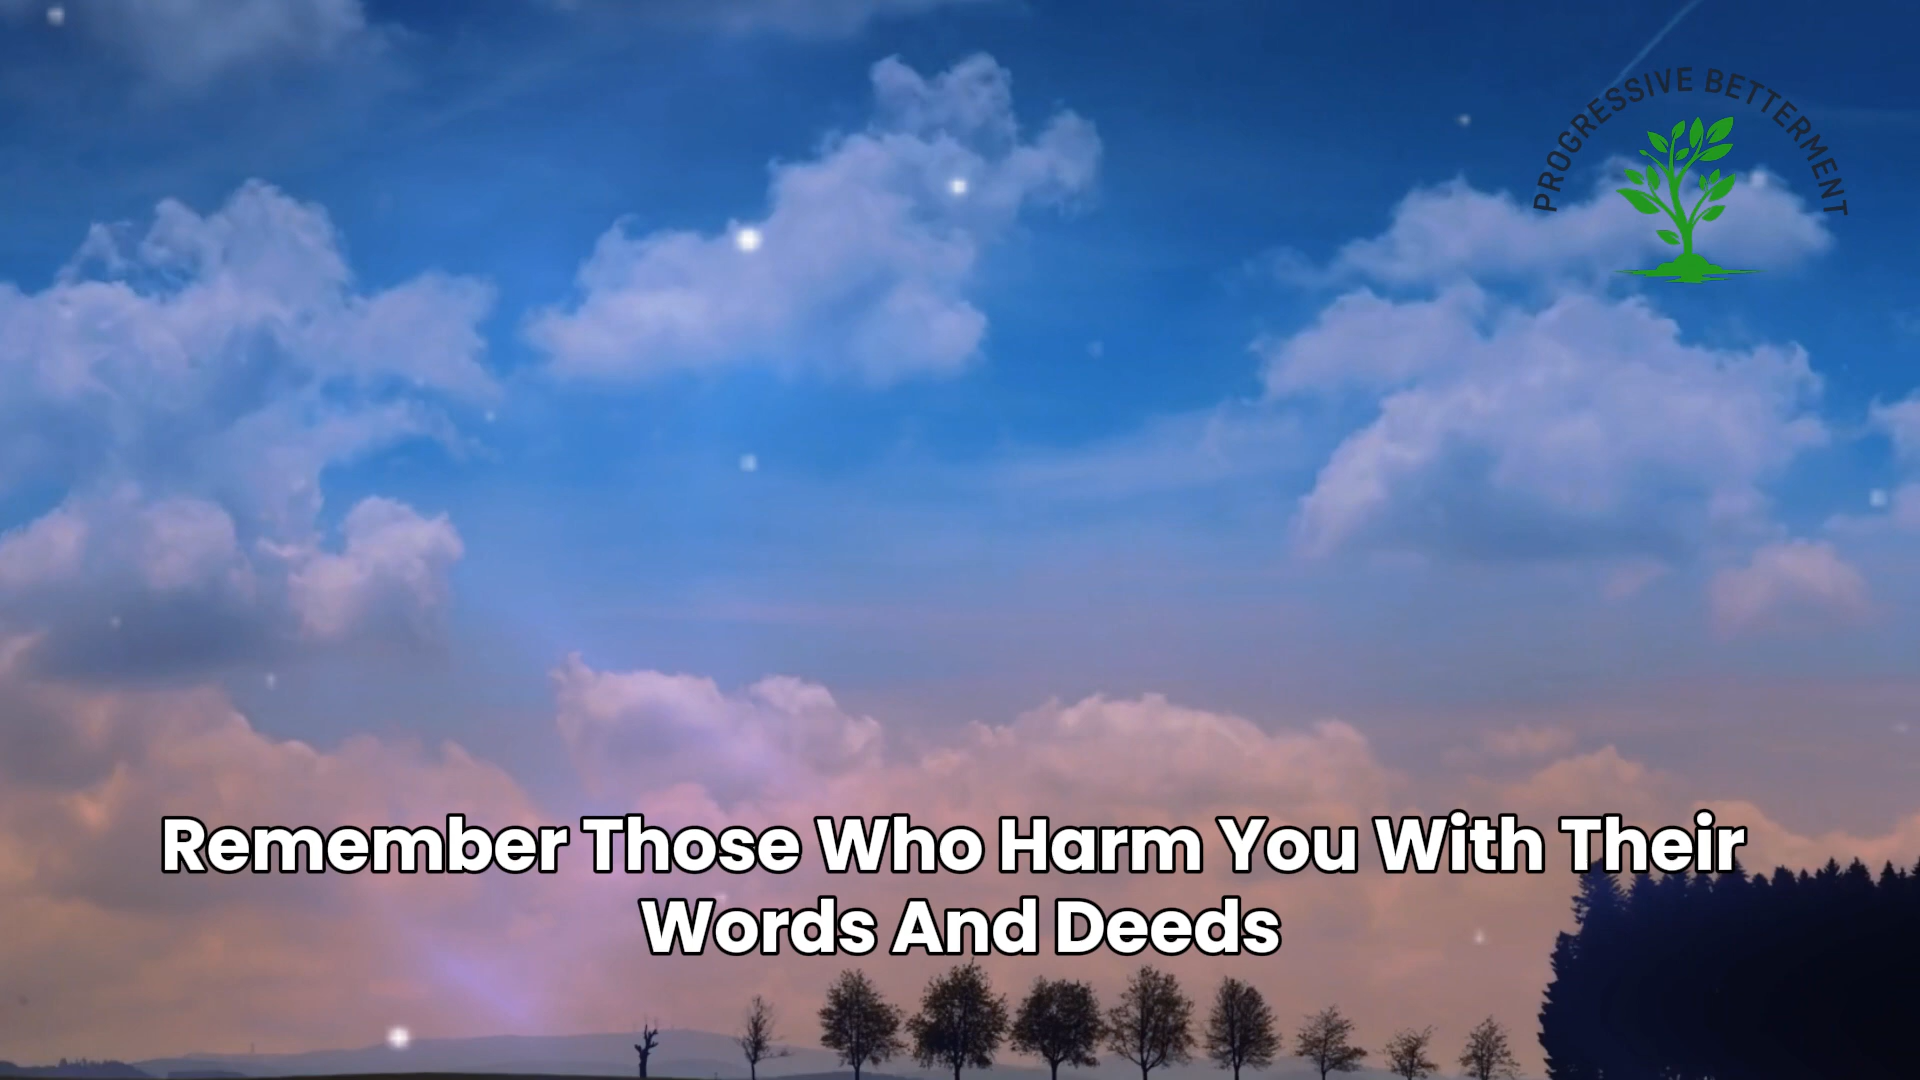 PROGRESSIVE BETTERMENT
Remember Those Who Harm You With Their
Words And Deeds